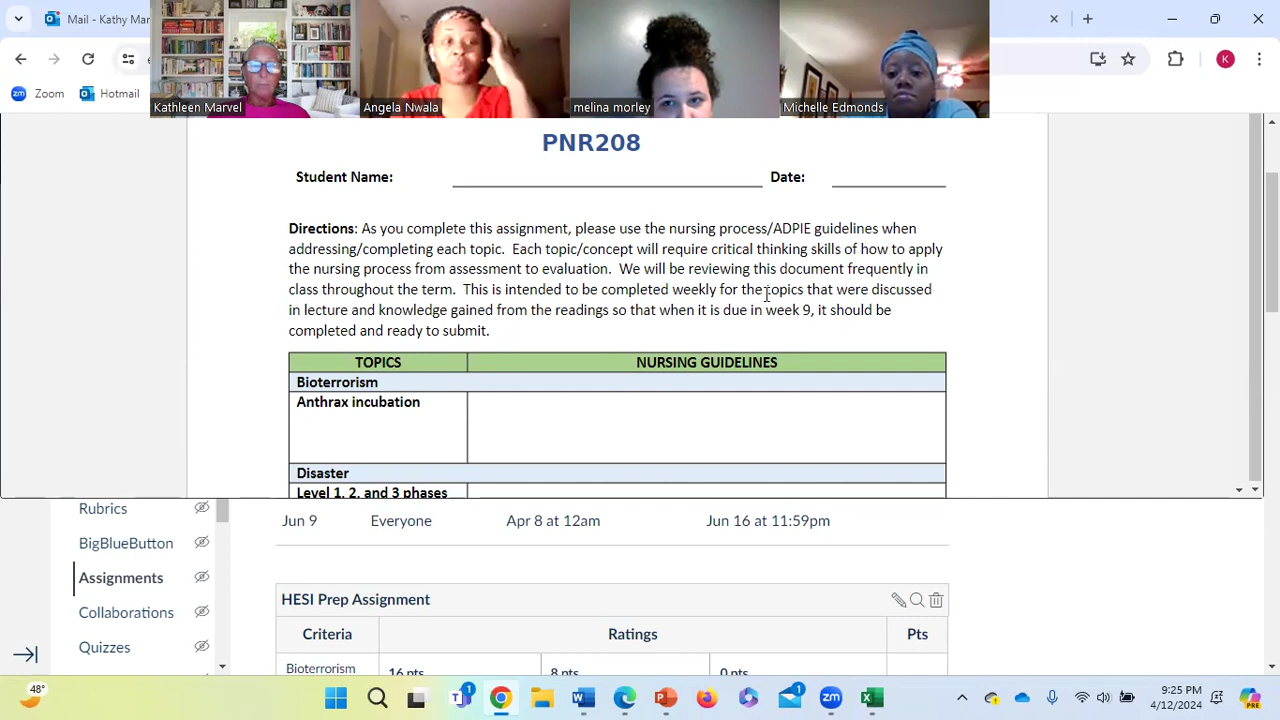 Mail - Kathy Mar
Zoom
Hotmail
K
Kathleen Marvel
Angela Nwala
melina morley
Michelle Edmonds
PNR208
Student Name: Date:
Directions: As you complete this assignment, please use the nursing process/ADPIE guidelines when
addressing/completing each topic. Each topic/concept will require critical thinking skills of how to apply
the nursing process from assessment to evaluation. We will be reviewing this document frequently in
class throughout the term. This is intended to be completed weekly for the topics that were discussed
in lecture and knowledge gained from the readings so that when it is due in week 9, it should be
completed and ready to submit.
TOPICS NURSING GUIDELINES
Bioterrorism
Anthrax incubation
Disaster
Level 1, 2, and 3 phases
Rubrics
BigBlueButton
Assignments
Collaborations
Quizzes
Jun 9 Everyone Apr 8 at 12am Jun 16 at 11:59pm
HESI Prep Assignment
Criteria Ratings Pts
Bioterrorism 16 pts 8 pts 0 pts
48°
1
1
9:25 PM
4/12/2024
PRE